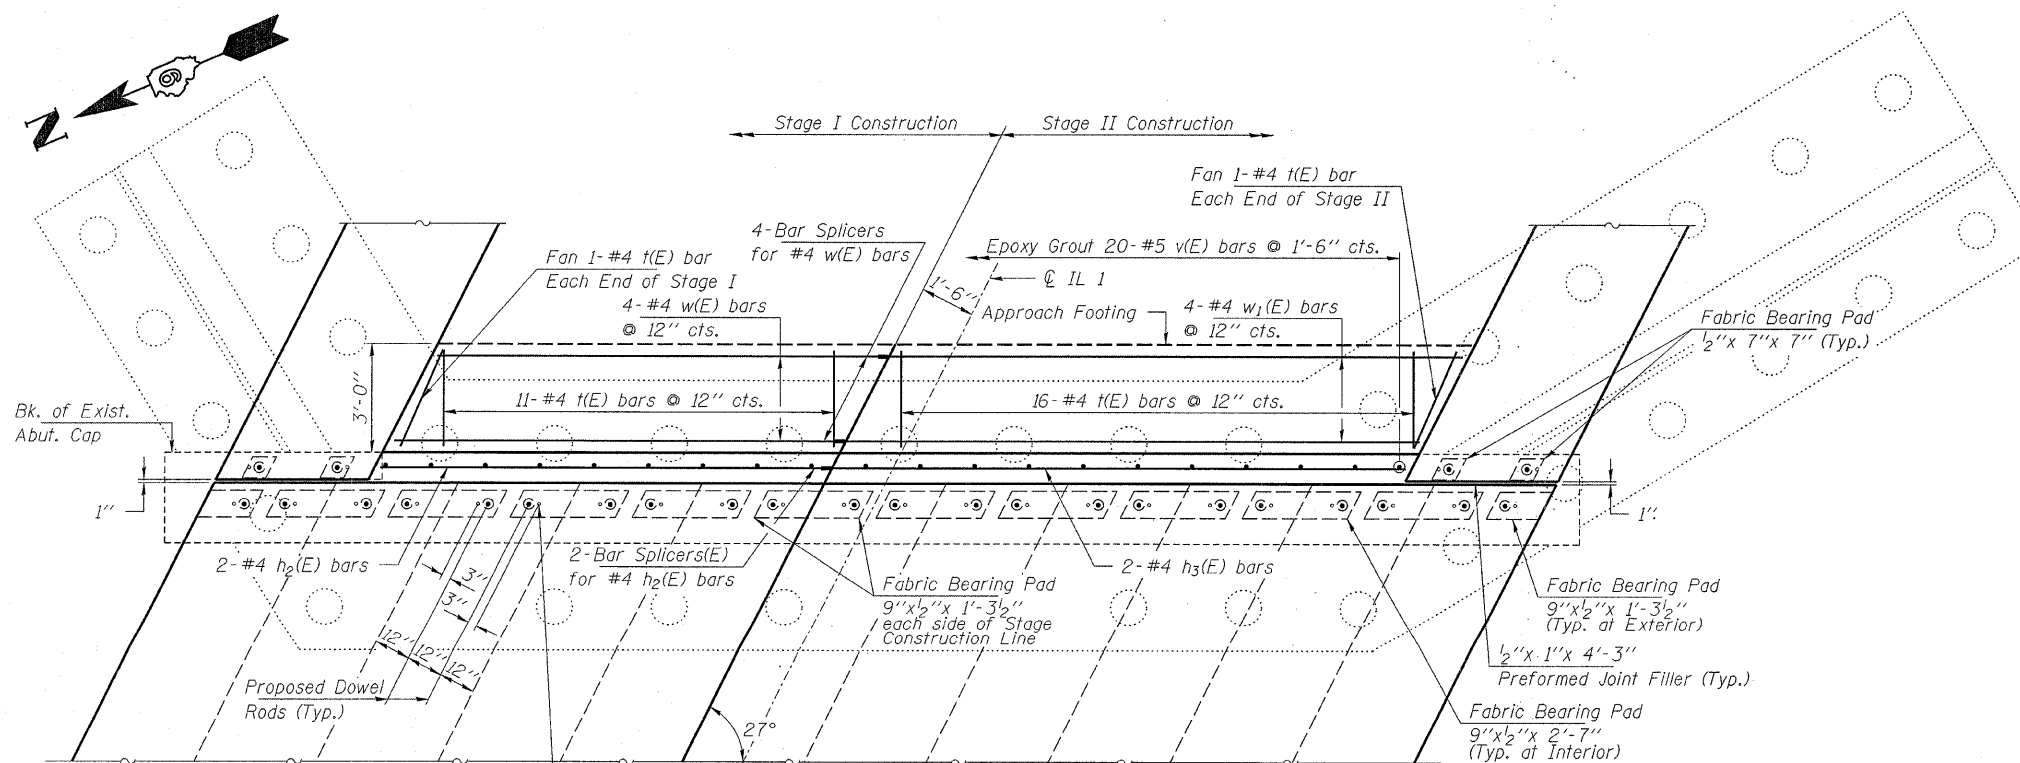 N
Stage I Construction
Stage II Construction
Fan 1-#4 t(E) bar
Each End of Stage II
4-Bar Splicers
for #4 w(E) bars
Epoxy Grout 20-#5 v(E) bars @ 1'-6" cts.
Fan 1-#4 t(E) bar
Each End of Stage I
1'-6"
℄ IL 1
4-#4 w(E) bars
@ 12" cts.
Approach Footing
4-#4 w₁(E) bars
@ 12" cts.
Fabric Bearing Pad
½"x 7"x 7" (Typ.)
3'-0"
11-#4 t(E) bars @ 12" cts.
16-#4 t(E) bars @ 12" cts.
Bk. of Exist.
Abut. Cap
1"
1"
2-#4 h₂(E) bars
2-Bar Splicers(E)
for #4 h₂(E) bars
2-#4 h₃(E) bars
3"
3"
Fabric Bearing Pad
9"x½"x 1'-3½"
each side of Stage
Construction Line
Fabric Bearing Pad
9"x½"x 1'-3½"
(Typ. at Exterior)
12"
12"
12"
½"x 1"x 4'-3"
Preformed Joint Filler (Typ.)
Proposed Dowel
Rods (Typ.)
27°
Fabric Bearing Pad
9"x½"x 2'-7"
(Typ. at Interior)